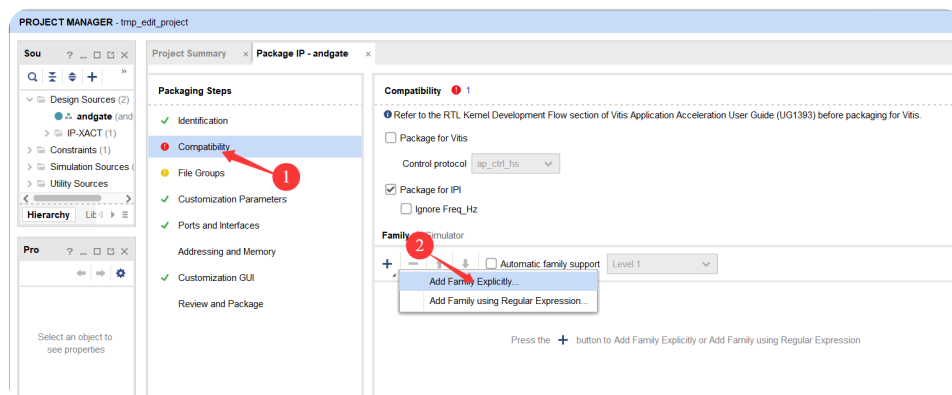 PROJECT MANAGER - tmp_edit_project
Sou
Project Summary
Package IP - andgate
Design Sources (2)
andgate (and
IP-XACT (1)
Constraints (1)
Simulation Sources (
Utility Sources
Hierarchy Lit
Pro
Select an object to
see properties
Packaging Steps
Identification
Compatibility
1
File Groups
Customization Parameters
Ports and Interfaces
Addressing and Memory
Customization GUI
Review and Package
Compatibility 1
Refer to the RTL Kernel Development Flow section of Vitis Application Acceleration User Guide (UG1393) before packaging for Vitis.
Package for Vitis
Control protocol ap_ctrl_hs
Package for IPI
Ignore Freq_Hz
Family Simulator
2
Automatic family support Level 1
Add Family Explicitly...
Add Family using Regular Expression...
Press the + button to Add Family Explicitly or Add Family using Regular Expression